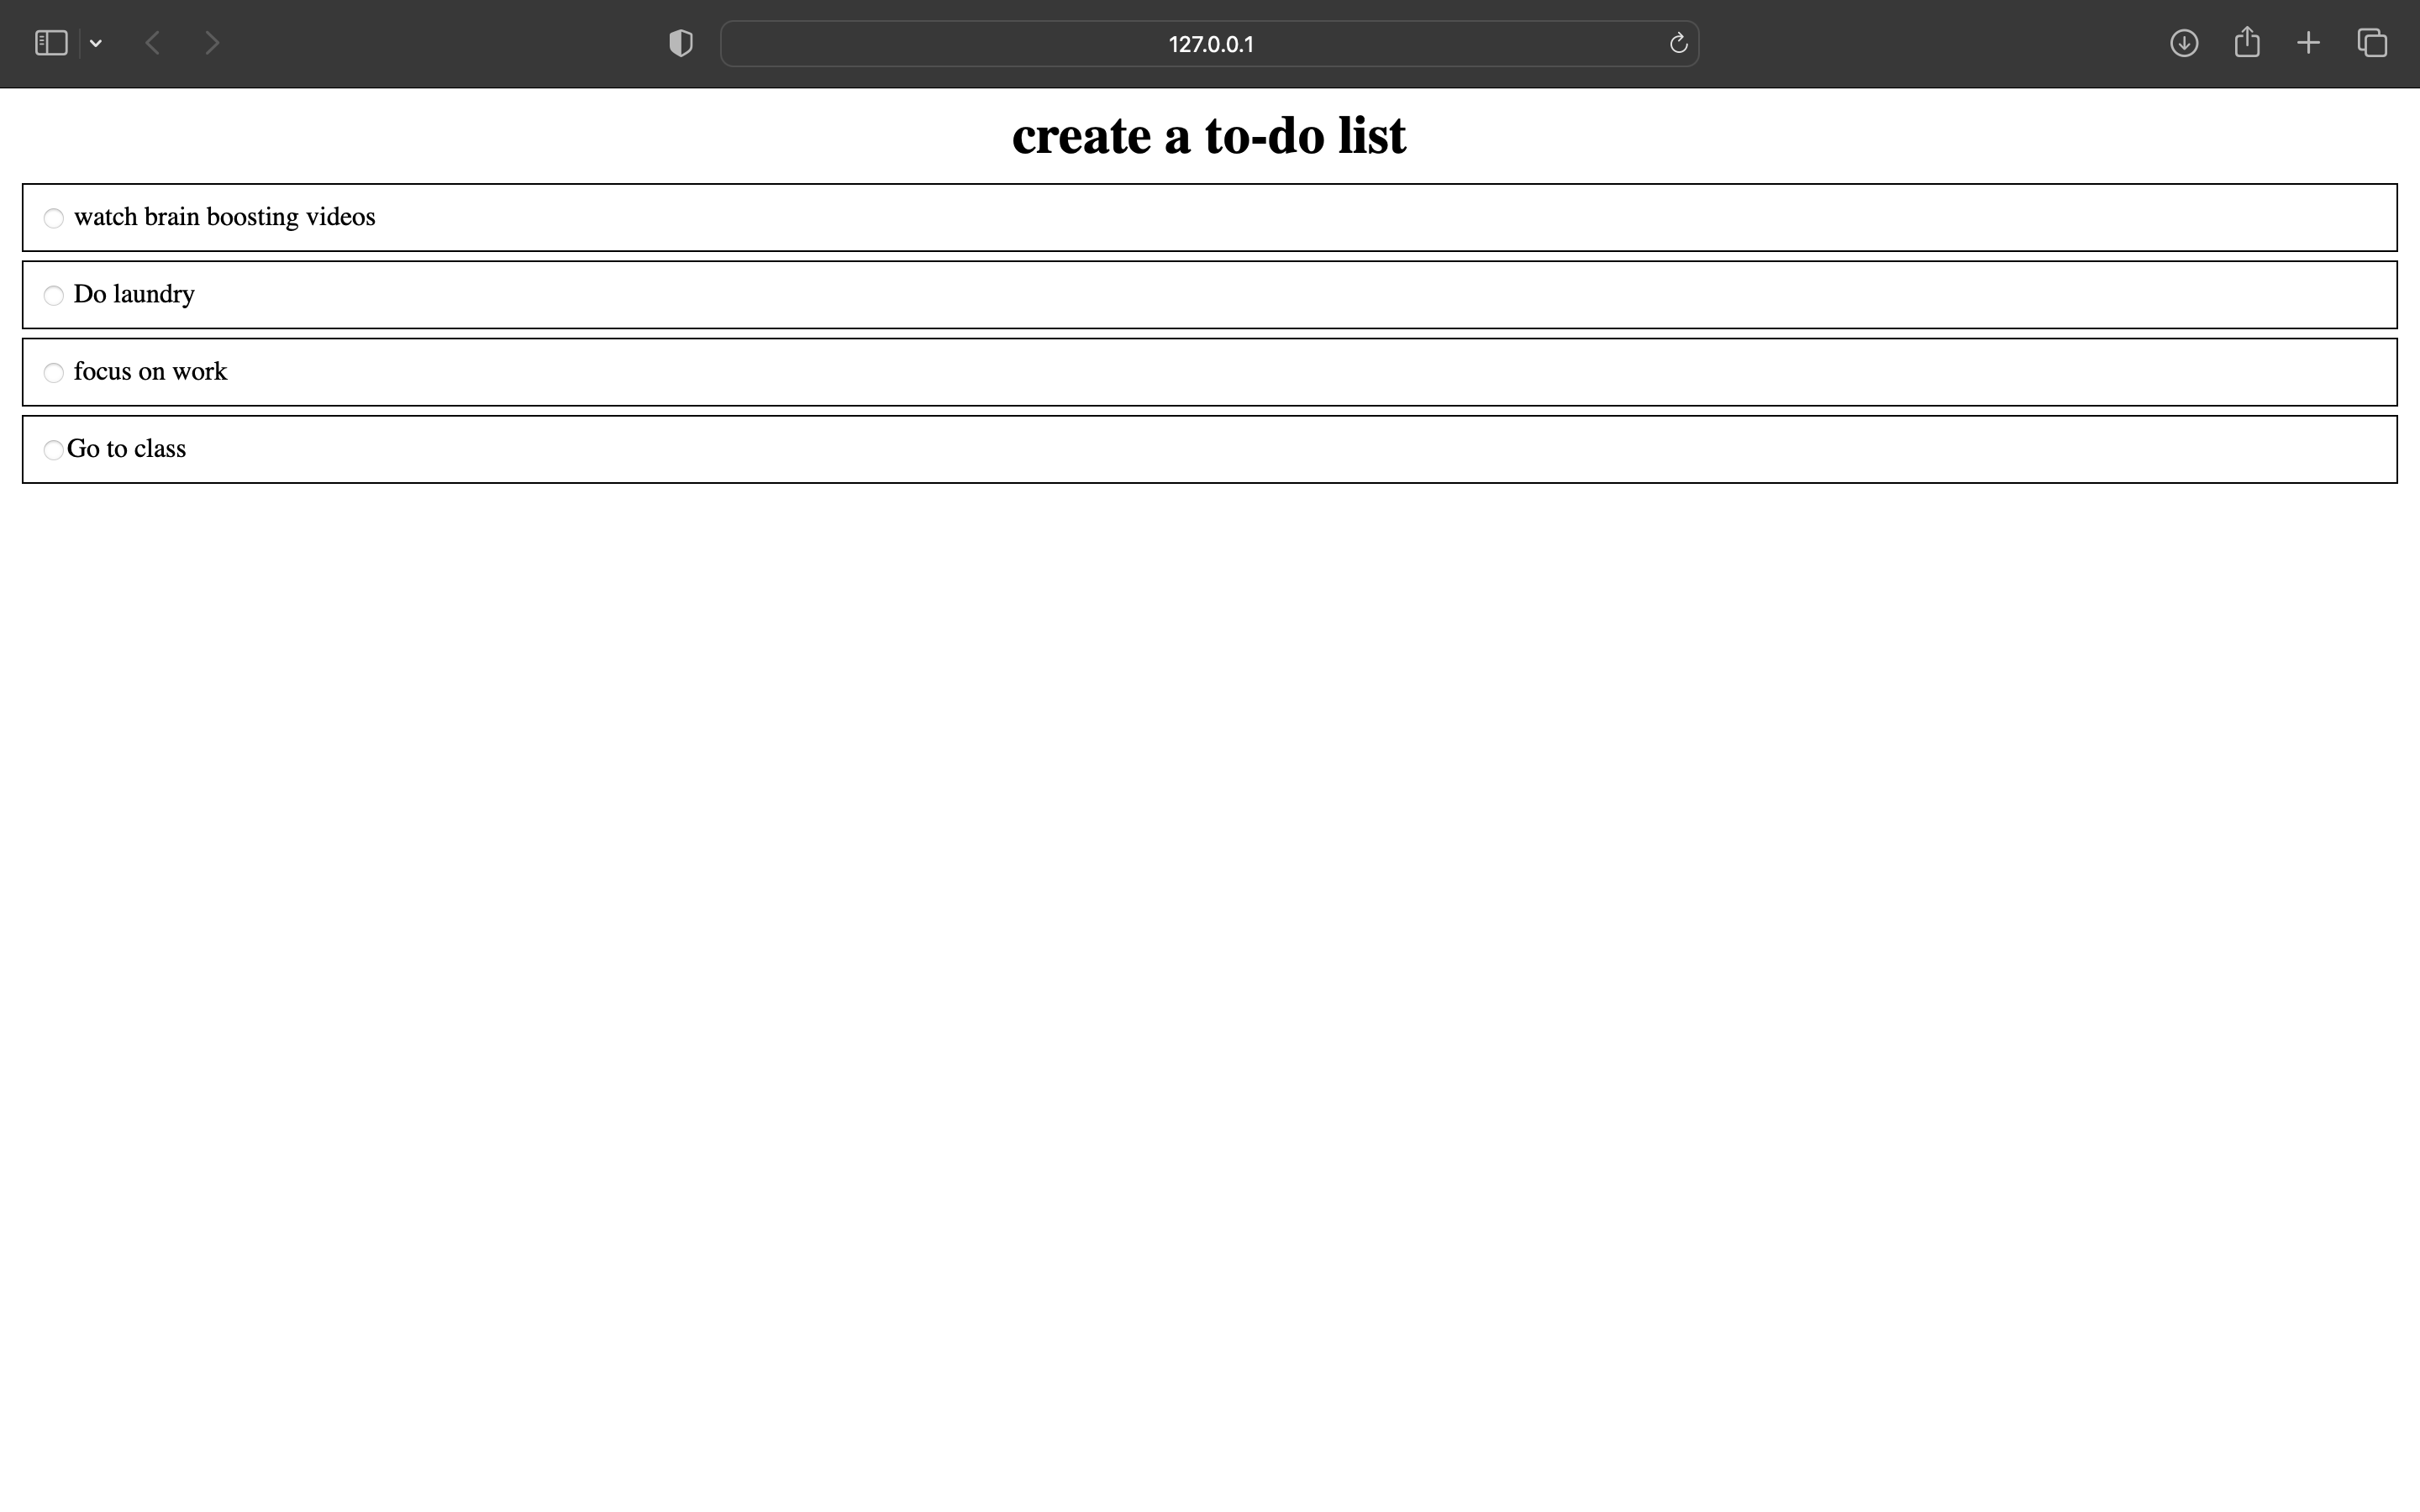 127.0.0.1
create a to-do list
watch brain boosting videos
Do laundry
focus on work
Go to class